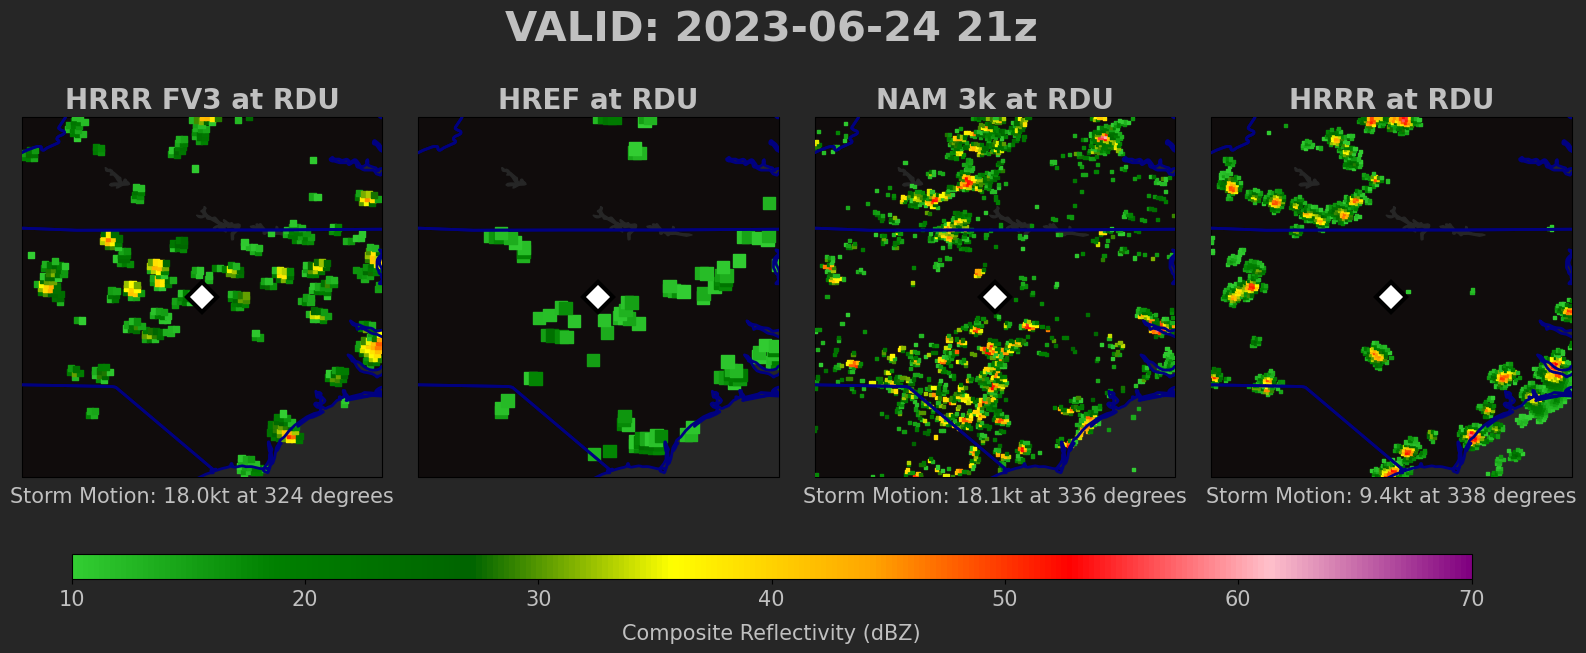 VALID: 2023-06-24 21z
HRRR FV3 at RDU
HREF at RDU
NAM 3k at RDU
HRRR at RDU
Storm Motion: 18.0kt at 324 degrees
Storm Motion: 18.1kt at 336 degrees
Storm Motion: 9.4kt at 338 degrees
10 20 30 40 50 60 70
Composite Reflectivity (dBZ)